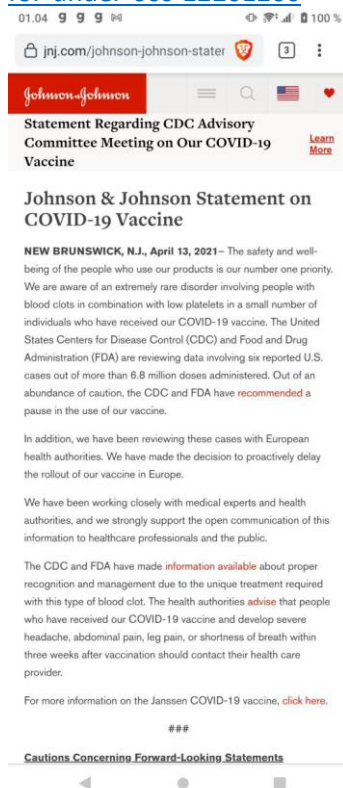 01.04 9 9 9 100 %
jnj.com/johnson-johnson-stater 3
Johnson & Johnson
Statement Regarding CDC Advisory
Committee Meeting on Our COVID-19
Vaccine
Learn
More
Johnson & Johnson Statement on
COVID-19 Vaccine
NEW BRUNSWICK, N.J., April 13, 2021– The safety and well-
being of the people who use our products is our number one priority.
We are aware of an extremely rare disorder involving people with
blood clots in combination with low platelets in a small number of
individuals who have received our COVID-19 vaccine. The United
States Centers for Disease Control (CDC) and Food and Drug
Administration (FDA) are reviewing data involving six reported U.S.
cases out of more than 6.8 million doses administered. Out of an
abundance of caution, the CDC and FDA have recommended a
pause in the use of our vaccine.
In addition, we have been reviewing these cases with European
health authorities. We have made the decision to proactively delay
the rollout of our vaccine in Europe.
We have been working closely with medical experts and health
authorities, and we strongly support the open communication of this
information to healthcare professionals and the public.
The CDC and FDA have made information available about proper
recognition and management due to the unique treatment required
with this type of blood clot. The health authorities advise that people
who have received our COVID-19 vaccine and develop severe
headache, abdominal pain, leg pain, or shortness of breath within
three weeks after vaccination should contact their health care
provider.
For more information on the Janssen COVID-19 vaccine, click here.
###
Cautions Concerning Forward-Looking Statements